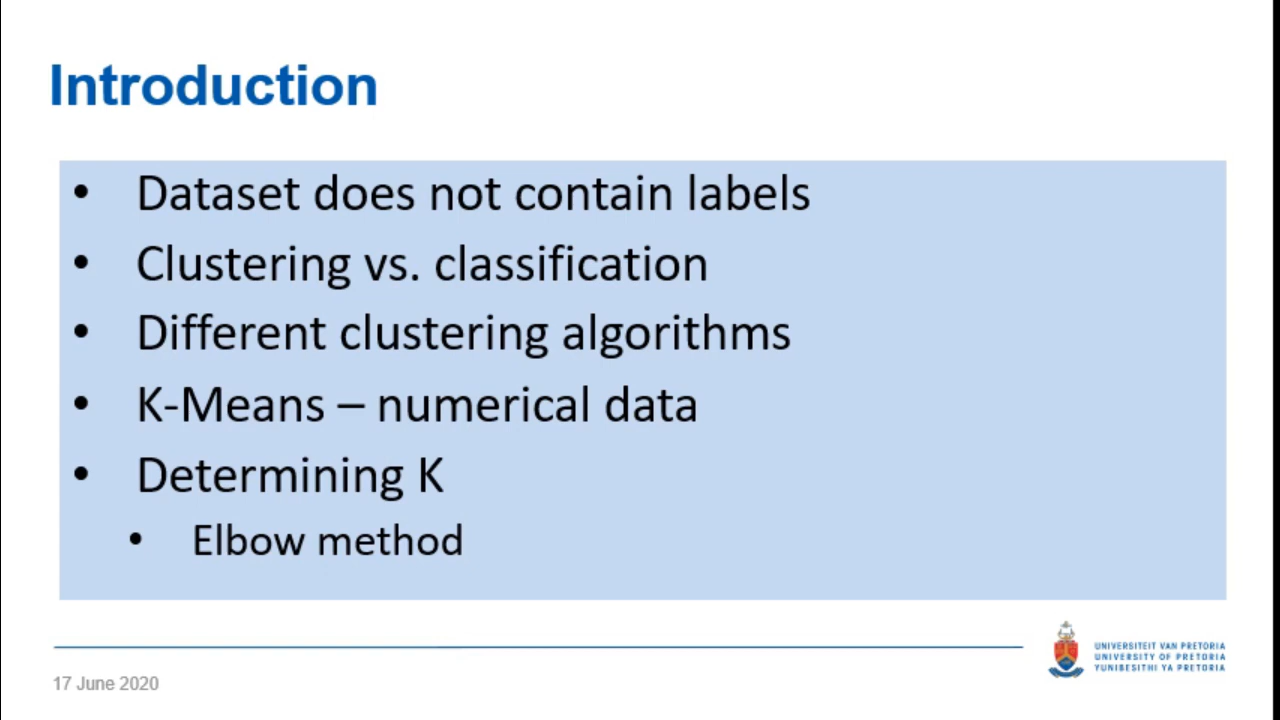 Introduction
• Dataset does not contain labels
• Clustering vs. classification
• Different clustering algorithms
• K-Means – numerical data
• Determining K
• Elbow method
UNIVERSITEIT VAN PRETORIA
UNIVERSITY OF PRETORIA
YUNIBESITHI YA PRETORIA
17 June 2020